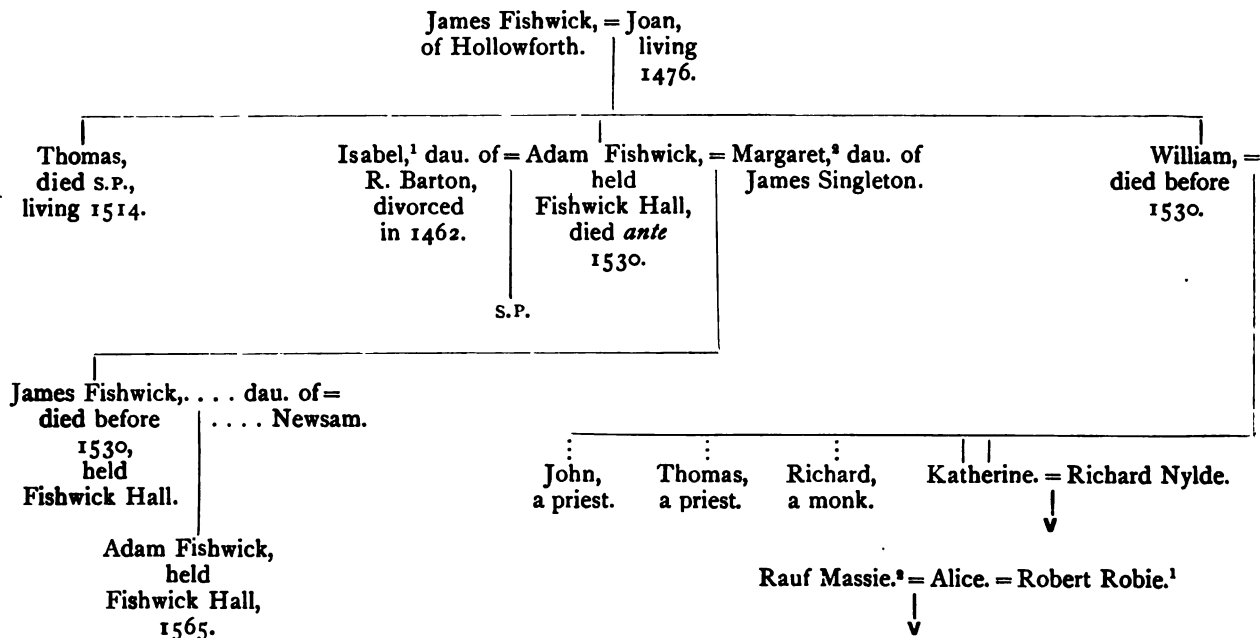 James Fishwick, = Joan,
of Hollowforth. living
1476.
Thomas,
died S.P.,
living 1514.
Isabel,¹ dau. of = Adam Fishwick, = Margaret,² dau. of
R. Barton, held James Singleton.
divorced Fishwick Hall,
in 1462. died ante
1530.
S.P.
William, =
died before
1530.
James Fishwick, .... dau. of =
died before .... Newsam.
1530,
held
Fishwick Hall.
Adam Fishwick,
held
Fishwick Hall,
1565.
John,
a priest.
Thomas,
a priest.
Richard,
a monk.
Katherine. = Richard Nylde.
Rauf Massie.² = Alice. = Robert Robie.¹